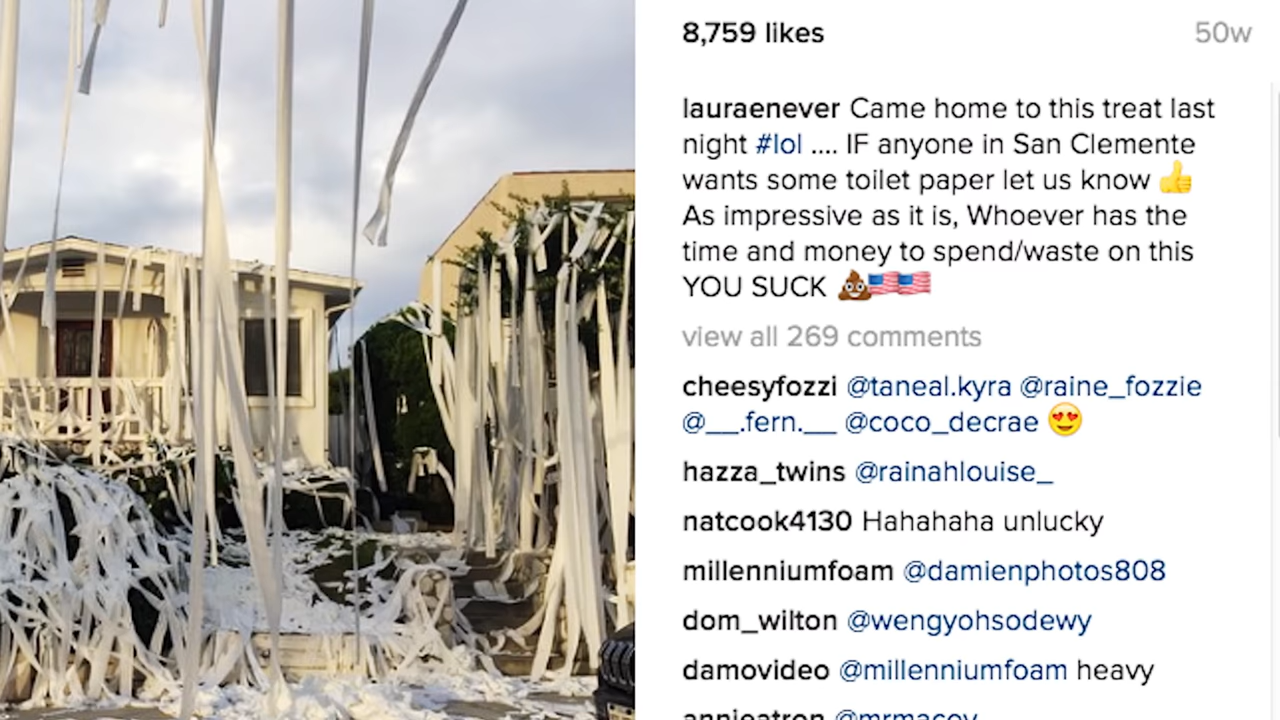 8,759 likes 50w
lauraenever Came home to this treat last
night #lol .... IF anyone in San Clemente
wants some toilet paper let us know 👍
As impressive as it is, Whoever has the
time and money to spend/waste on this
YOU SUCK 💩🇺🇸🇺🇸
view all 269 comments
cheesyfozzi @taneal.kyra @raine_fozzie
@__.fern.__ @coco_decrae 😍
hazza_twins @rainahlouise_
natcook4130 Hahahaha unlucky
millenniumfoam @damienphotos808
dom_wilton @wengyohsodewy
damovideo @millenniumfoam heavy